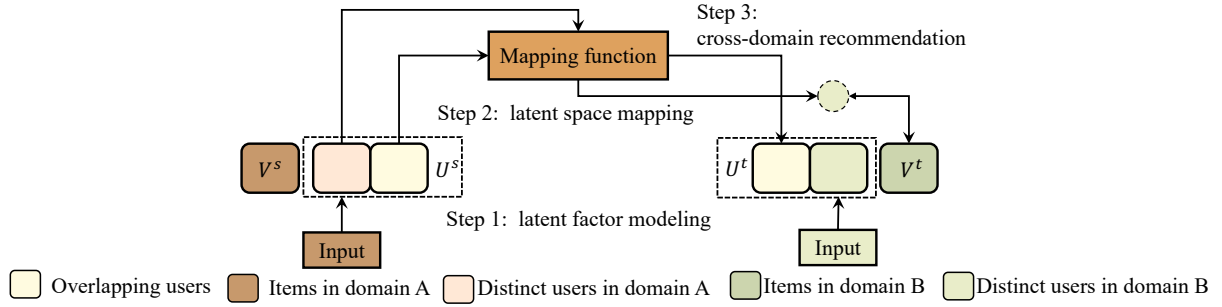 Step 3:
cross-domain recommendation
Mapping function
Step 2: latent space mapping
V^s
U^s
U^t
V^t
Step 1: latent factor modeling
Input
Input
Overlapping users
Items in domain A
Distinct users in domain A
Items in domain B
Distinct users in domain B